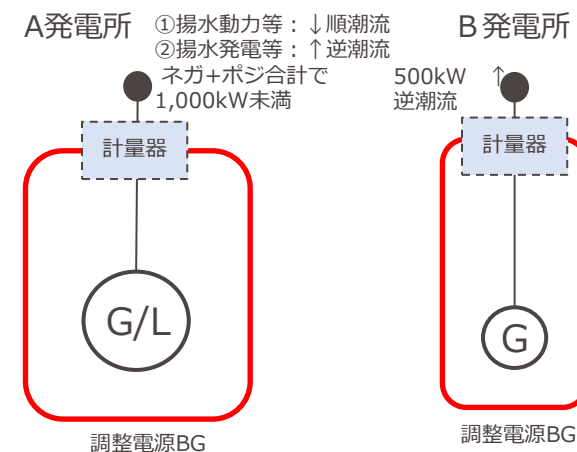 A発電所
①揚水動力等：↓順潮流
②揚水発電等：↑逆潮流
ネガ+ポジ合計で
1,000kW未満
計量器
G/L
調整電源BG
B発電所
500kW ↑
逆潮流
計量器
G
調整電源BG